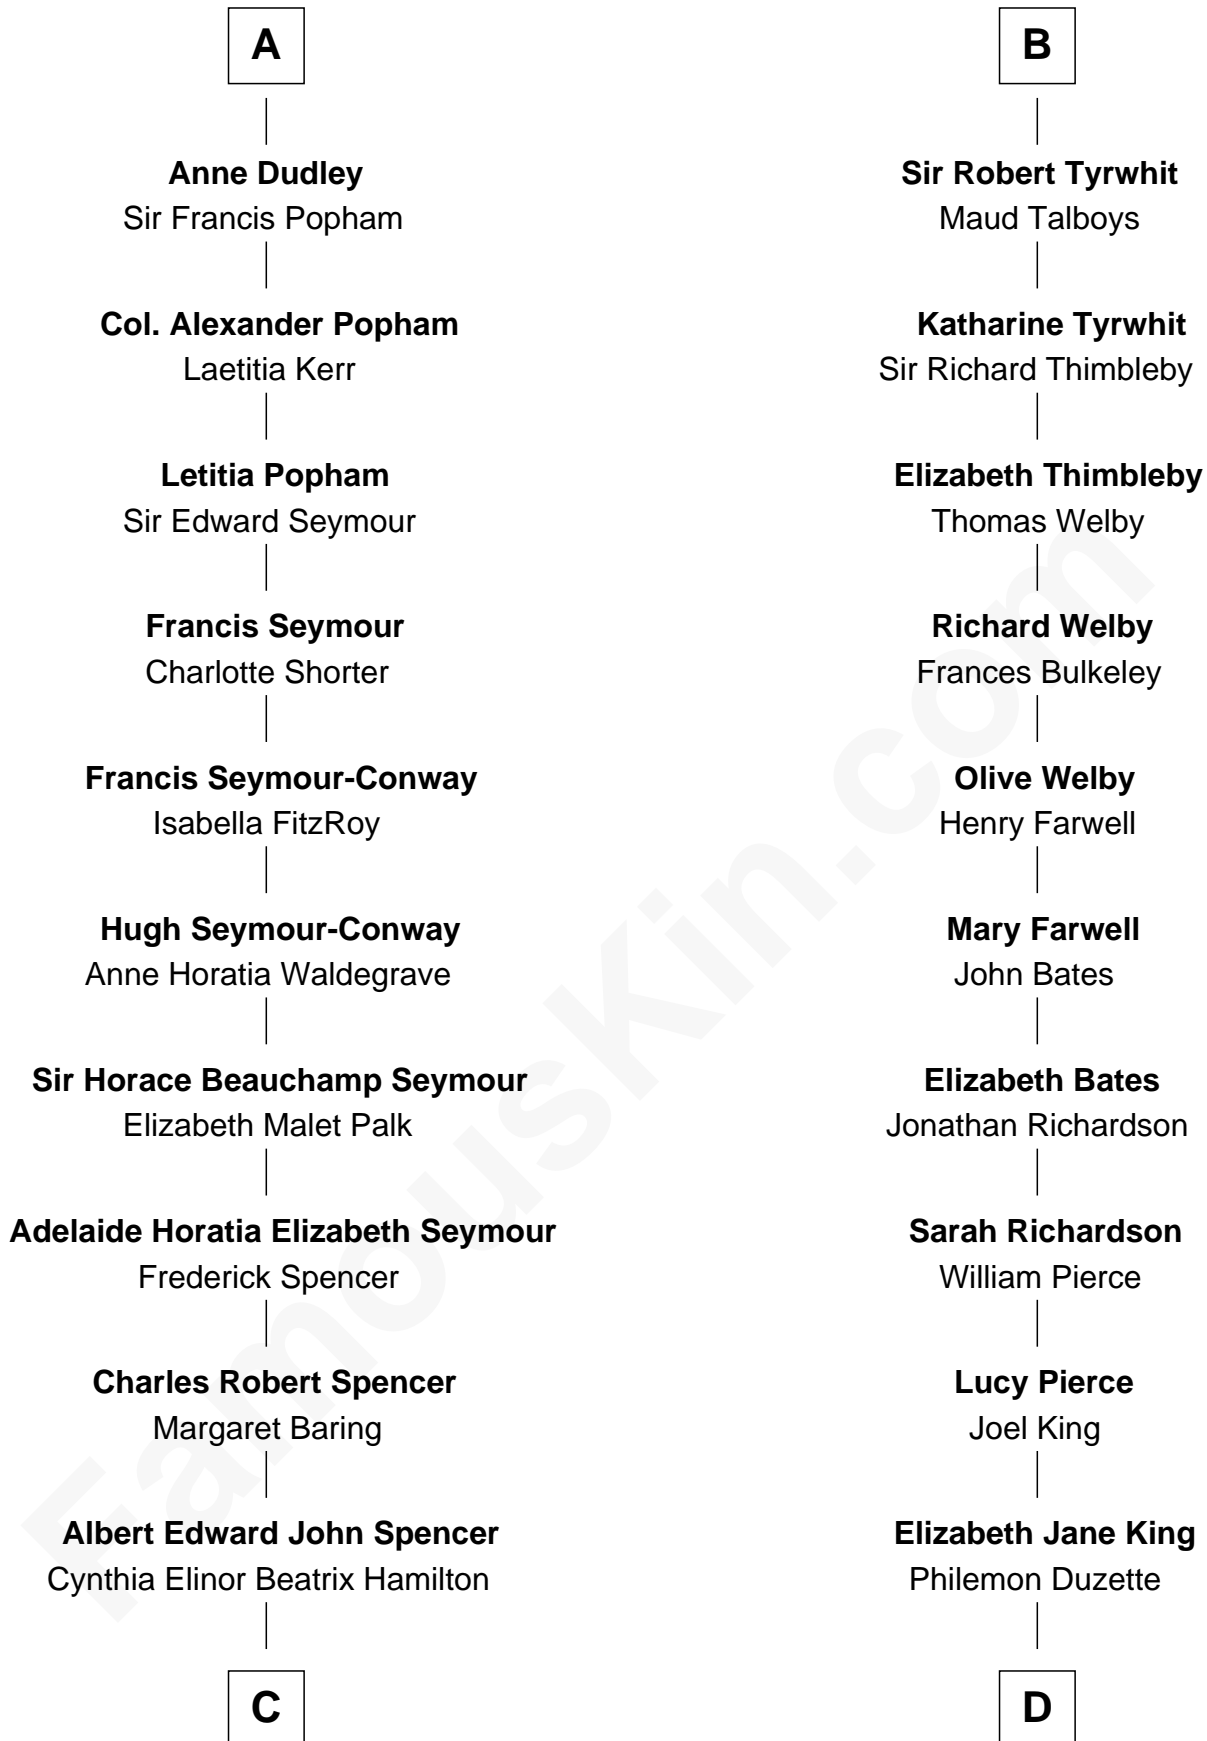 A
Anne Dudley
Sir Francis Popham
Col. Alexander Popham
Laetitia Kerr
Letitia Popham
Sir Edward Seymour
Francis Seymour
Charlotte Shorter
Francis Seymour-Conway
Isabella FitzRoy
Hugh Seymour-Conway
Anne Horatia Waldegrave
Sir Horace Beauchamp Seymour
Elizabeth Malet Palk
Adelaide Horatia Elizabeth Seymour
Frederick Spencer
Charles Robert Spencer
Margaret Baring
Albert Edward John Spencer
Cynthia Elinor Beatrix Hamilton
C
B
Sir Robert Tyrwhit
Maud Talboys
Katharine Tyrwhit
Sir Richard Thimbleby
Elizabeth Thimbleby
Thomas Welby
Richard Welby
Frances Bulkeley
Olive Welby
Henry Farwell
Mary Farwell
John Bates
Elizabeth Bates
Jonathan Richardson
Sarah Richardson
William Pierce
Lucy Pierce
Joel King
Elizabeth Jane King
Philemon Duzette
D
FamousKin.com